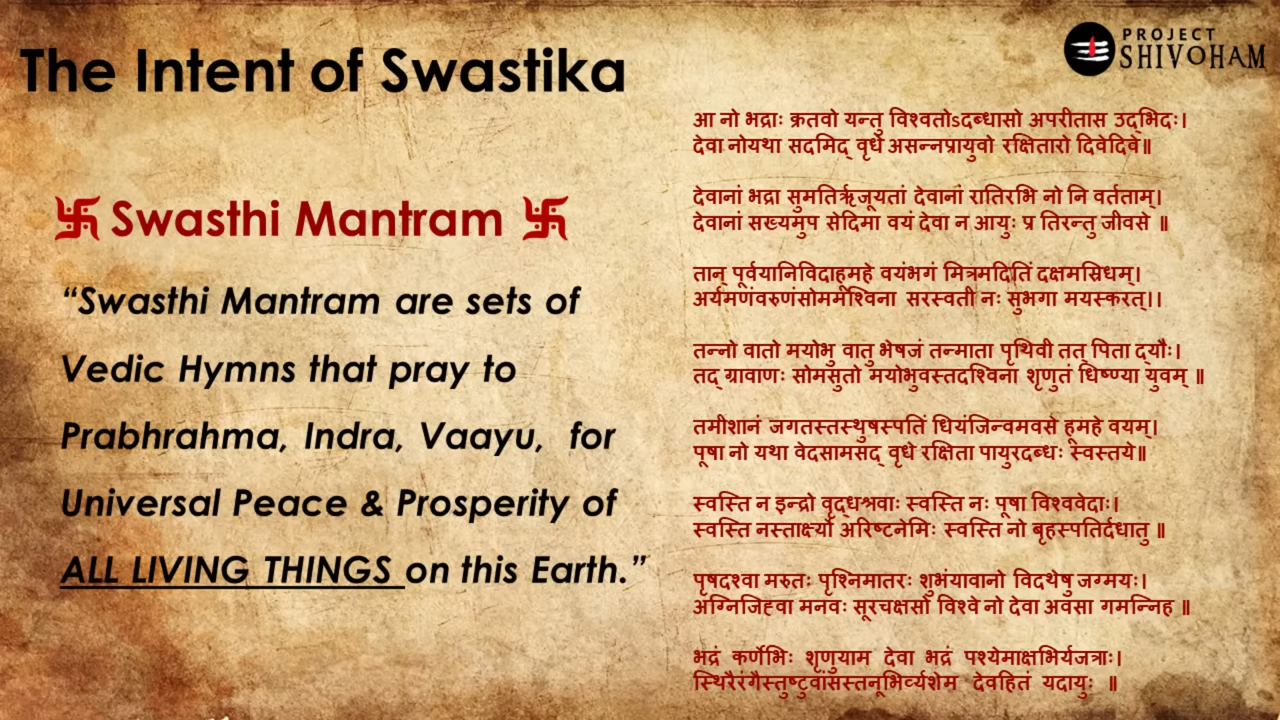 The Intent of Swastika
PROJECT
SHIVOHAM
卐 Swasthi Mantram 卐
“Swasthi Mantram are sets of
Vedic Hymns that pray to
Prabhrahma, Indra, Vaayu, for
Universal Peace & Prosperity of
ALL LIVING THINGS on this Earth.”
आ नो भद्राः क्रतवो यन्तु विश्वतोऽदब्धासो अपरीतास उद्भिदः।
देवा नोयथा सदमिद् वृधे असन्नप्रायुवो रक्षितारो दिवेदिवे॥
देवानां भद्रा सुमतिर्ऋजूयतां देवानां रातिरभि नो नि वर्तताम्।
देवानां सख्यमुप सेदिमा वयं देवा न आयुः प्र तिरन्तु जीवसे ॥
तान् पूर्वयानिविदाहूमहे वयंभगं मित्रमदितिं दक्षमस्रिधम्।
अर्यमणंवरुणंसोममश्विना सरस्वती नः सुभगा मयस्करत्।।
तन्नो वातो मयोभु वातु भेषजं तन्माता पृथिवी तत् पिता द्यौः।
तद् ग्रावाणः सोमसुतो मयोभुवस्तदश्विना शृणुतं धिष्ण्या युवम् ॥
तमीशानं जगतस्तस्थुषस्पतिं धियंजिन्वमवसे हूमहे वयम्।
पूषा नो यथा वेदसामसद् वृधे रक्षिता पायुरदब्धः स्वस्तये॥
स्वस्ति न इन्द्रो वृद्धश्रवाः स्वस्ति नः पूषा विश्ववेदाः।
स्वस्ति नस्तार्क्ष्यो अरिष्टनेमिः स्वस्ति नो बृहस्पतिर्दधातु ॥
पृषदश्वा मरुतः पृश्निमातरः शुभंयावानो विदथेषु जग्मयः।
अग्निजिह्वा मनवः सूरचक्षसो विश्वे नो देवा अवसा गमन्निह ॥
भद्रं कर्णेभिः शृणुयाम देवा भद्रं पश्येमाक्षभिर्यजत्राः।
स्थिरैरंगैस्तुष्टुवांसस्तनूभिर्व्यशेम देवहितं यदायुः ॥